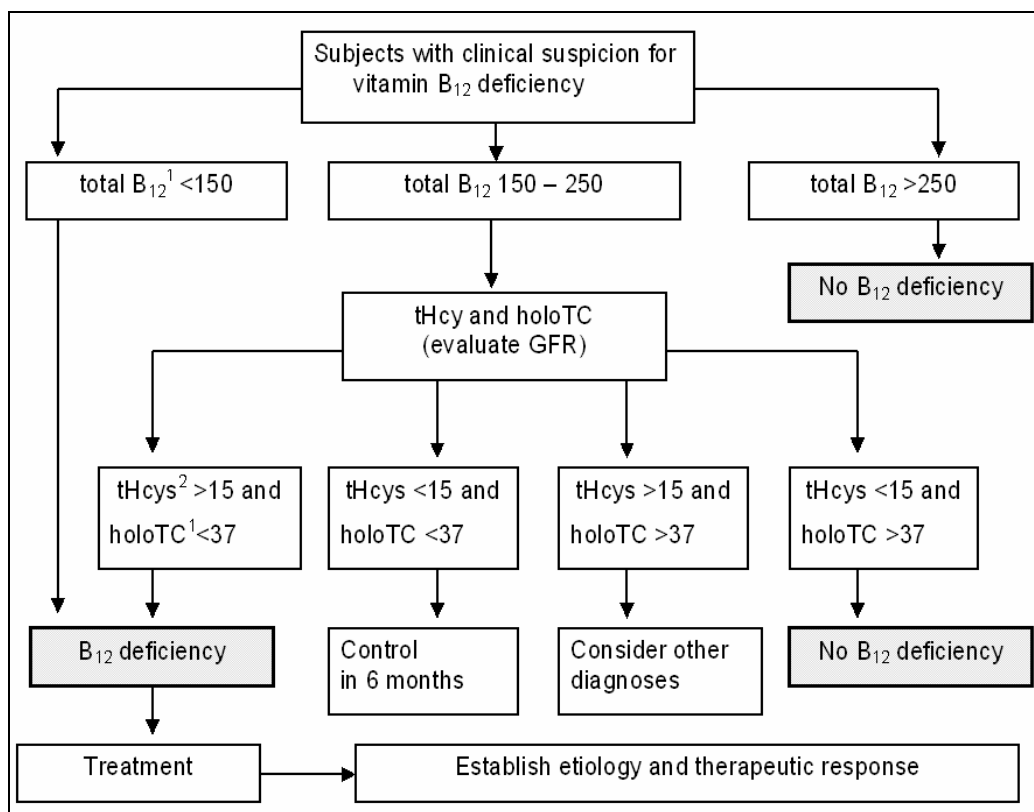 Subjects with clinical suspicion for
vitamin B₁₂ deficiency
total B₁₂¹ <150
total B₁₂ 150 – 250
total B₁₂ >250
No B₁₂ deficiency
tHcy and holoTC
(evaluate GFR)
tHcys² >15 and
holoTC¹<37
tHcys <15 and
holoTC <37
tHcys >15 and
holoTC >37
tHcys <15 and
holoTC >37
B₁₂ deficiency
Control
in 6 months
Consider other
diagnoses
No B₁₂ deficiency
Treatment
Establish etiology and therapeutic response